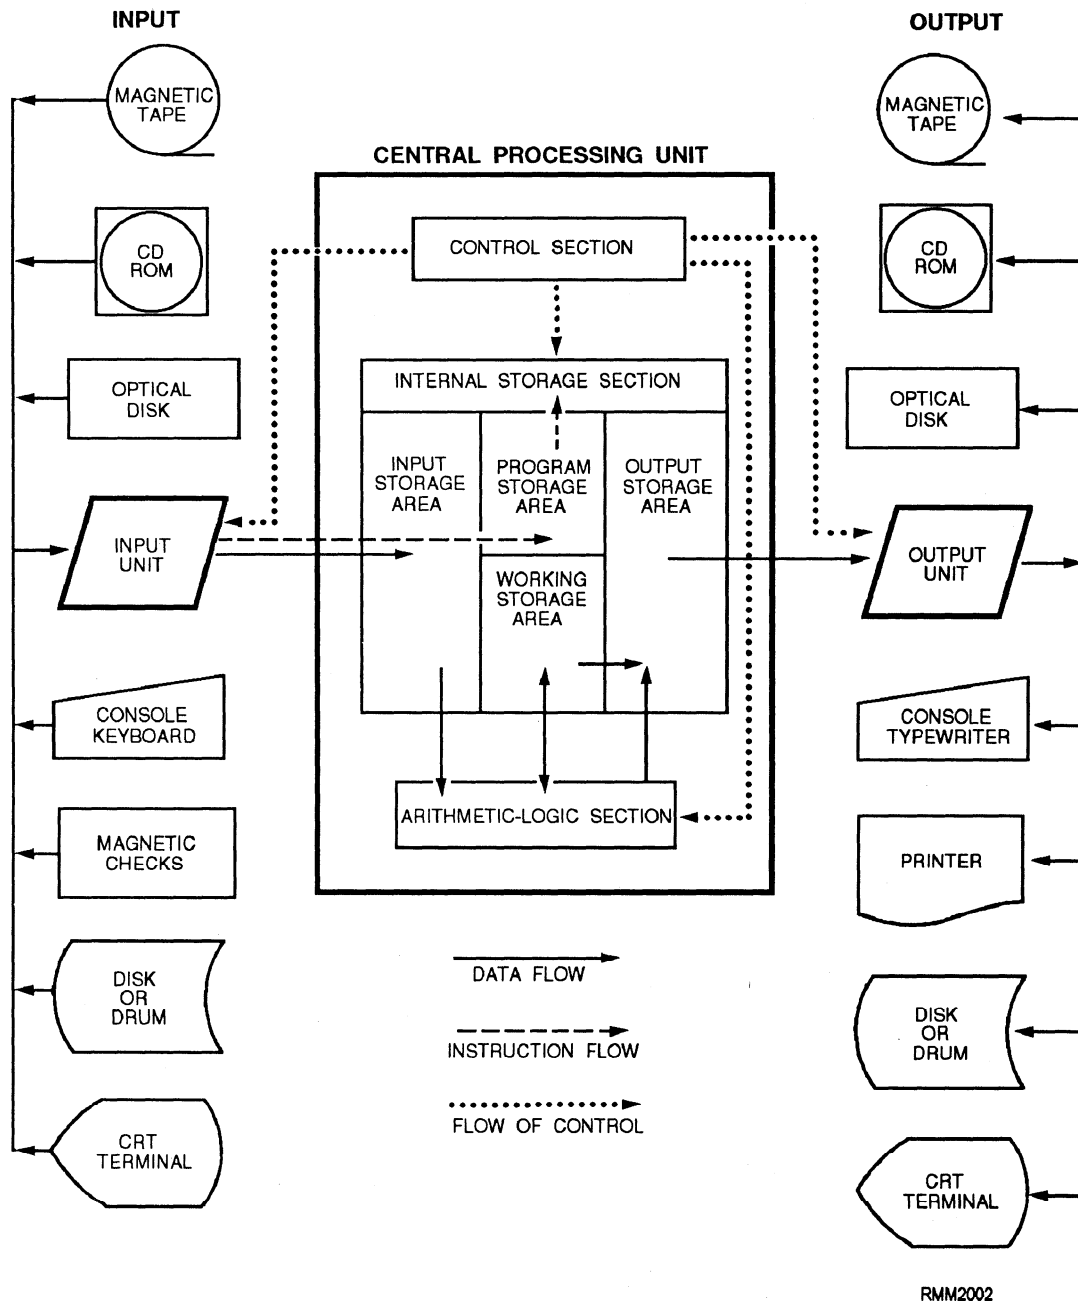 INPUT
MAGNETIC
TAPE
CD
ROM
OPTICAL
DISK
INPUT
UNIT
CONSOLE
KEYBOARD
MAGNETIC
CHECKS
DISK
OR
DRUM
CRT
TERMINAL
CENTRAL PROCESSING UNIT
CONTROL SECTION
INTERNAL STORAGE SECTION
INPUT
STORAGE
AREA
PROGRAM
STORAGE
AREA
OUTPUT
STORAGE
AREA
WORKING
STORAGE
AREA
ARITHMETIC-LOGIC SECTION
DATA FLOW
INSTRUCTION FLOW
FLOW OF CONTROL
OUTPUT
MAGNETIC
TAPE
CD
ROM
OPTICAL
DISK
OUTPUT
UNIT
CONSOLE
TYPEWRITER
PRINTER
DISK
OR
DRUM
CRT
TERMINAL
RMM2002